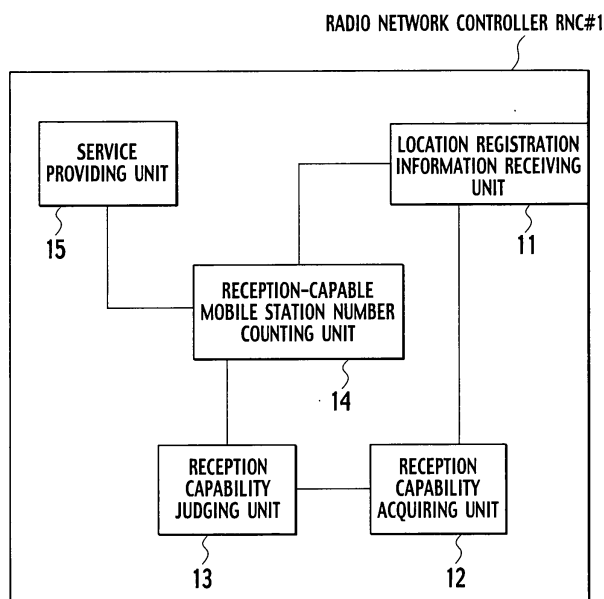 RADIO NETWORK CONTROLLER RNC#1
SERVICE
PROVIDING UNIT
15
LOCATION REGISTRATION
INFORMATION RECEIVING
UNIT
11
RECEPTION-CAPABLE
MOBILE STATION NUMBER
COUNTING UNIT
14
RECEPTION
CAPABILITY
JUDGING UNIT
13
RECEPTION
CAPABILITY
ACQUIRING UNIT
12